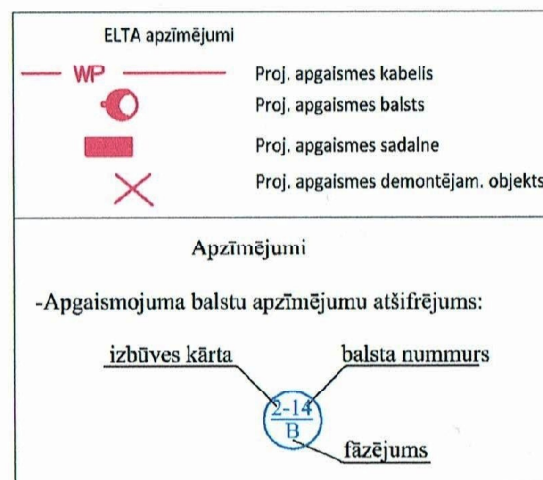 ELTA apzīmējumi
WP
Proj. apgaismes kabelis
Proj. apgaismes balsts
Proj. apgaismes sadalne
Proj. apgaismes demontējam. objekts
Apzīmējumi
-Apgaismojuma balstu apzīmējumu atšifrējums:
izbūves kārta
balsta nummurs
2-14
B
fāzējums